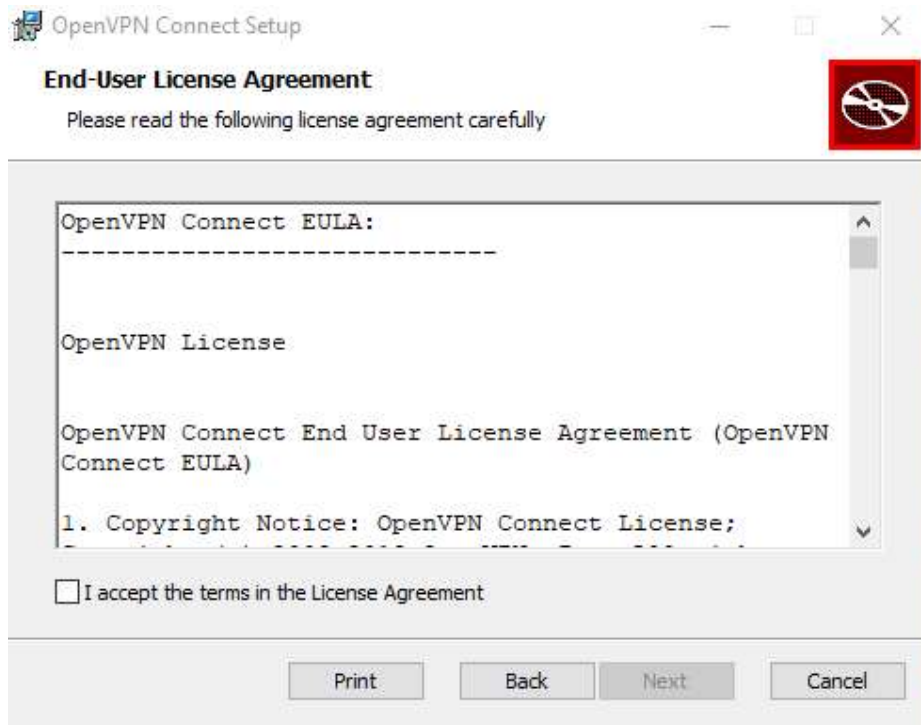 OpenVPN Connect Setup
End-User License Agreement
Please read the following license agreement carefully
OpenVPN Connect EULA:
-----------------------------
OpenVPN License
OpenVPN Connect End User License Agreement (OpenVPN
Connect EULA)
1. Copyright Notice: OpenVPN Connect License;
I accept the terms in the License Agreement
Print Back Next Cancel